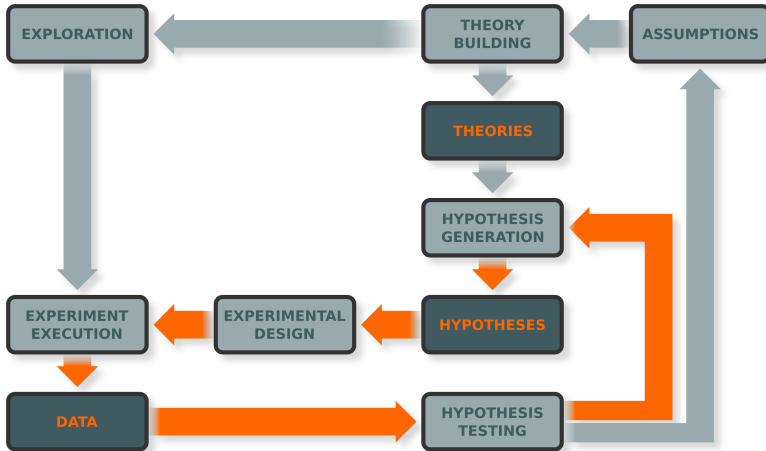 EXPLORATION
THEORY
BUILDING
ASSUMPTIONS
THEORIES
HYPOTHESIS
GENERATION
EXPERIMENT
EXECUTION
EXPERIMENTAL
DESIGN
HYPOTHESES
DATA
HYPOTHESIS
TESTING